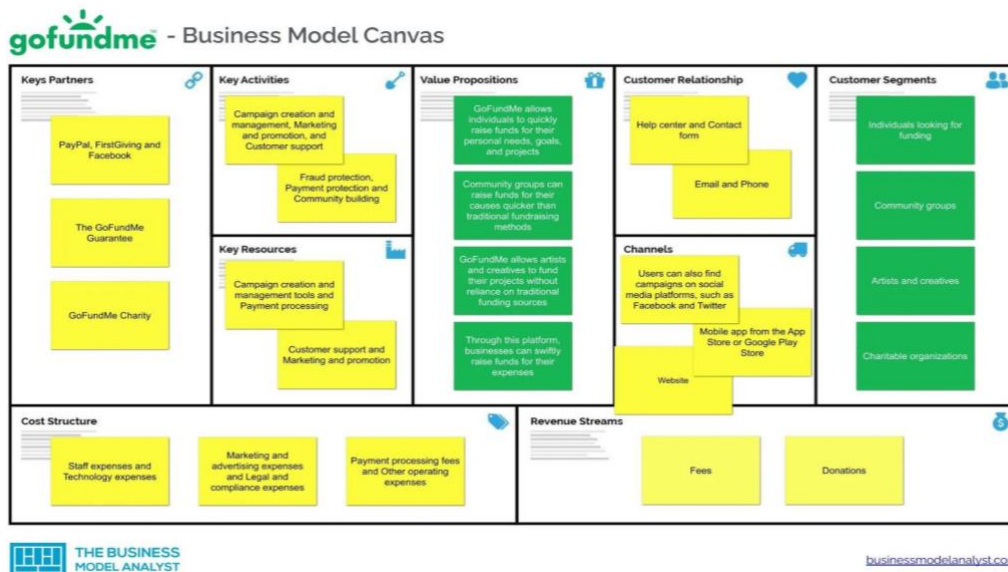 gofundme - Business Model Canvas
Keys Partners
PayPal, FirstGiving and
Facebook
The GoFundMe
Guarantee
GoFundMe Charity
Key Activities
Campaign creation and
management, Marketing
and promotion, and
Customer support
Fraud protection,
Payment protection and
Community building
Key Resources
Campaign creation and
management tools and
Payment processing
Customer support and
Marketing and promotion
Value Propositions
GoFundMe allows
individuals to quickly
raise funds for their
personal needs, goals,
and projects
Community groups can
raise funds for their
causes quicker than
traditional fundraising
methods
GoFundMe allows artists
and creatives to fund
their projects without
reliance on traditional
funding sources
Through this platform,
businesses can swiftly
raise funds for their
expenses
Customer Relationship
Help center and Contact
form
Email and Phone
Channels
Users can also find
campaigns on social
media platforms, such as
Facebook and Twitter
Mobile app from the App
Store or Google Play
Store
Website
Customer Segments
Individuals looking for
funding
Community groups
Artists and creatives
Charitable organizations
Cost Structure
Staff expenses and
Technology expenses
Marketing and
advertising expenses
and Legal and
compliance expenses
Payment processing fees
and Other operating
expenses
Revenue Streams
Fees
Donations
THE BUSINESS
MODEL ANALYST
businessmodelanalyst.co